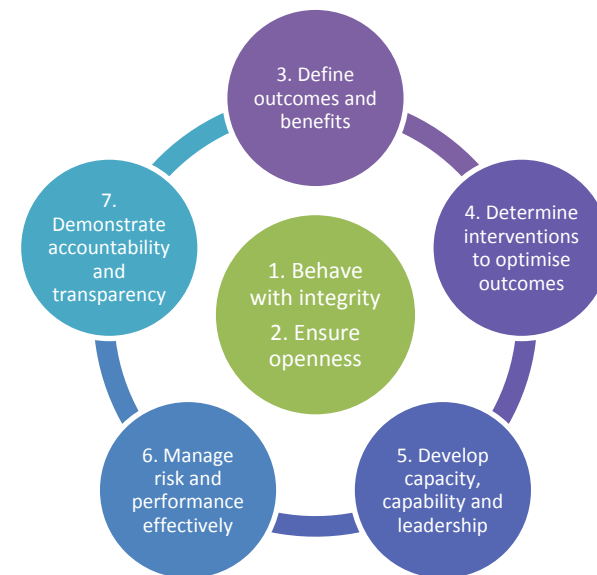 3. Define
outcomes and
benefits
7.
Demonstrate
accountability
and
transparency
1. Behave
with integrity
2. Ensure
openness
4. Determine
interventions
to optimise
outcomes
6. Manage
risk and
performance
effectively
5. Develop
capacity,
capability and
leadership